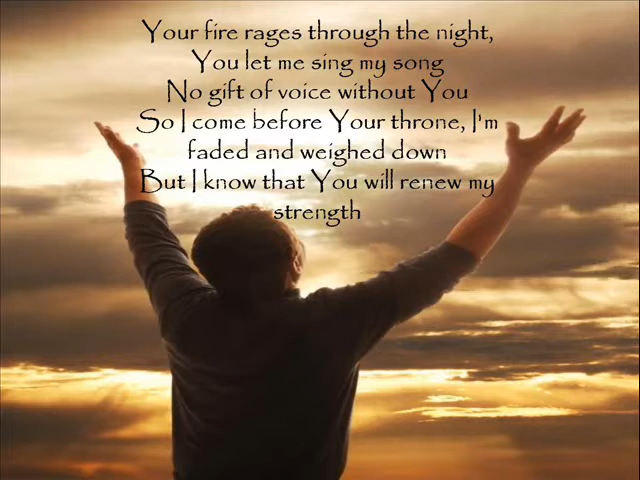 Your fire rages through the night,
You let me sing my song
No gift of voice without You
So I come before Your throne, I'm
faded and weighed down
But I know that You will renew my
strength